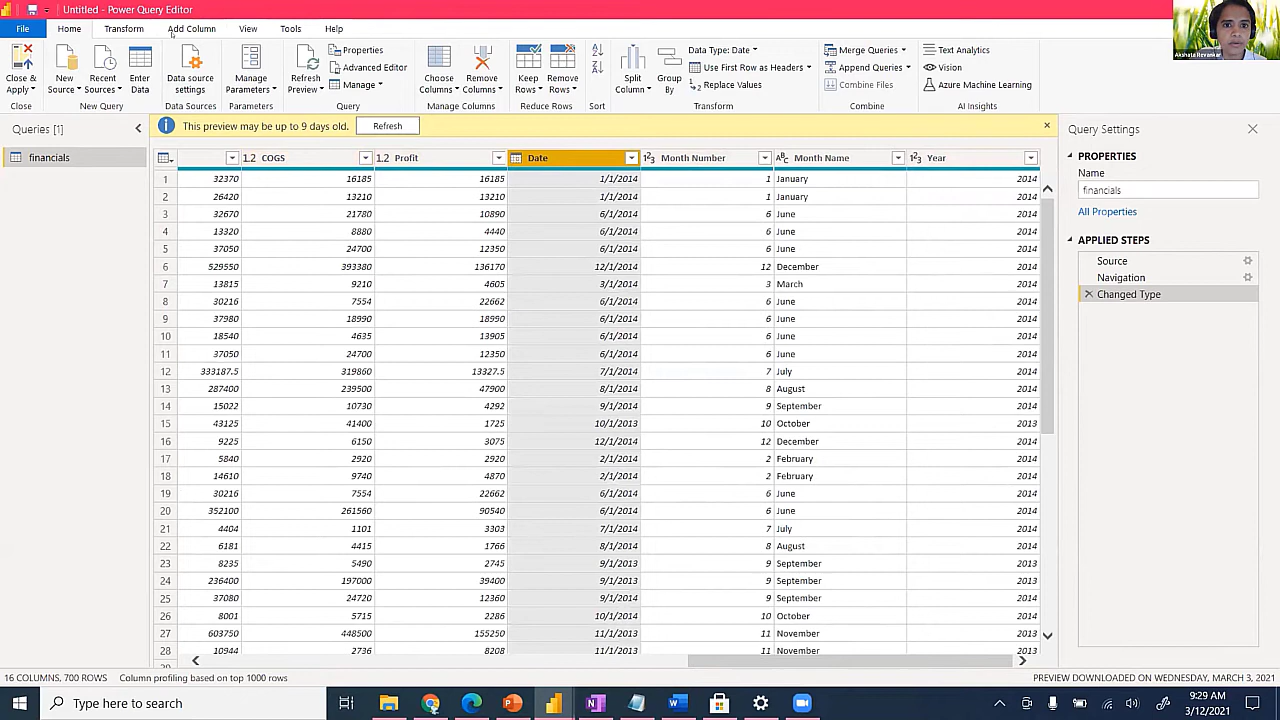 Untitled - Power Query Editor
File Home Transform Add Column View Tools Help
Close & Apply New Source Recent Sources Enter Data Data source settings Manage Parameters Refresh Preview Properties Advanced Editor Manage Choose Columns Remove Columns Keep Rows Remove Rows Split Column Group By Data Type: Date Use First Row as Headers Replace Values Merge Queries Append Queries Combine Files Text Analytics Vision Azure Machine Learning
Close New Query Data Sources Parameters Query Manage Columns Reduce Rows Sort Transform Combine AI Insights
Akshata Revankar
Queries [1]
financials
This preview may be up to 9 days old. Refresh
1.2 COGS 1.2 Profit Date 1²3 Month Number ABC Month Name 1²3 Year
1 32370 16185 16185 1/1/2014 1 January 2014
2 26420 13210 13210 1/1/2014 1 January 2014
3 32670 21780 10890 6/1/2014 6 June 2014
4 13320 8880 4440 6/1/2014 6 June 2014
5 37050 24700 12350 6/1/2014 6 June 2014
6 529550 393380 136170 12/1/2014 12 December 2014
7 13815 9210 4605 3/1/2014 3 March 2014
8 30216 7554 22662 6/1/2014 6 June 2014
9 37980 18990 18990 6/1/2014 6 June 2014
10 18540 4635 13905 6/1/2014 6 June 2014
11 37050 24700 12350 6/1/2014 6 June 2014
12 333187.5 319860 13327.5 7/1/2014 7 July 2014
13 287400 239500 47900 8/1/2014 8 August 2014
14 15022 10730 4292 9/1/2014 9 September 2014
15 43125 41400 1725 10/1/2013 10 October 2013
16 9225 6150 3075 12/1/2014 12 December 2014
17 5840 2920 2920 2/1/2014 2 February 2014
18 14610 9740 4870 2/1/2014 2 February 2014
19 30216 7554 22662 6/1/2014 6 June 2014
20 352100 261560 90540 6/1/2014 6 June 2014
21 4404 1101 3303 7/1/2014 7 July 2014
22 6181 4415 1766 8/1/2014 8 August 2014
23 8235 5490 2745 9/1/2013 9 September 2013
24 236400 197000 39400 9/1/2013 9 September 2013
25 37080 24720 12360 9/1/2014 9 September 2014
26 8001 5715 2286 10/1/2014 10 October 2014
27 603750 448500 155250 11/1/2013 11 November 2013
28 10944 2736 8208 11/1/2013 11 November 2013
Query Settings
PROPERTIES
Name
financials
All Properties
APPLIED STEPS
Source
Navigation
Changed Type
16 COLUMNS, 700 ROWS Column profiling based on top 1000 rows PREVIEW DOWNLOADED ON WEDNESDAY, MARCH 3, 2021
Type here to search
9:29 AM
3/12/2021